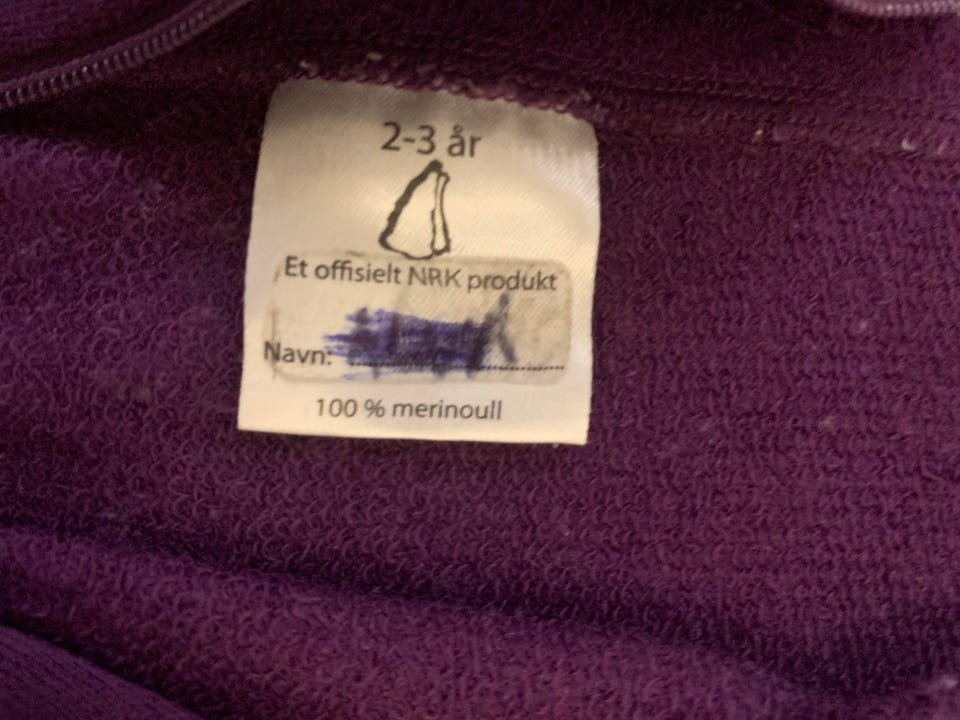 2-3 år
Et offisielt NRK produkt
Navn:
100 % merinoull